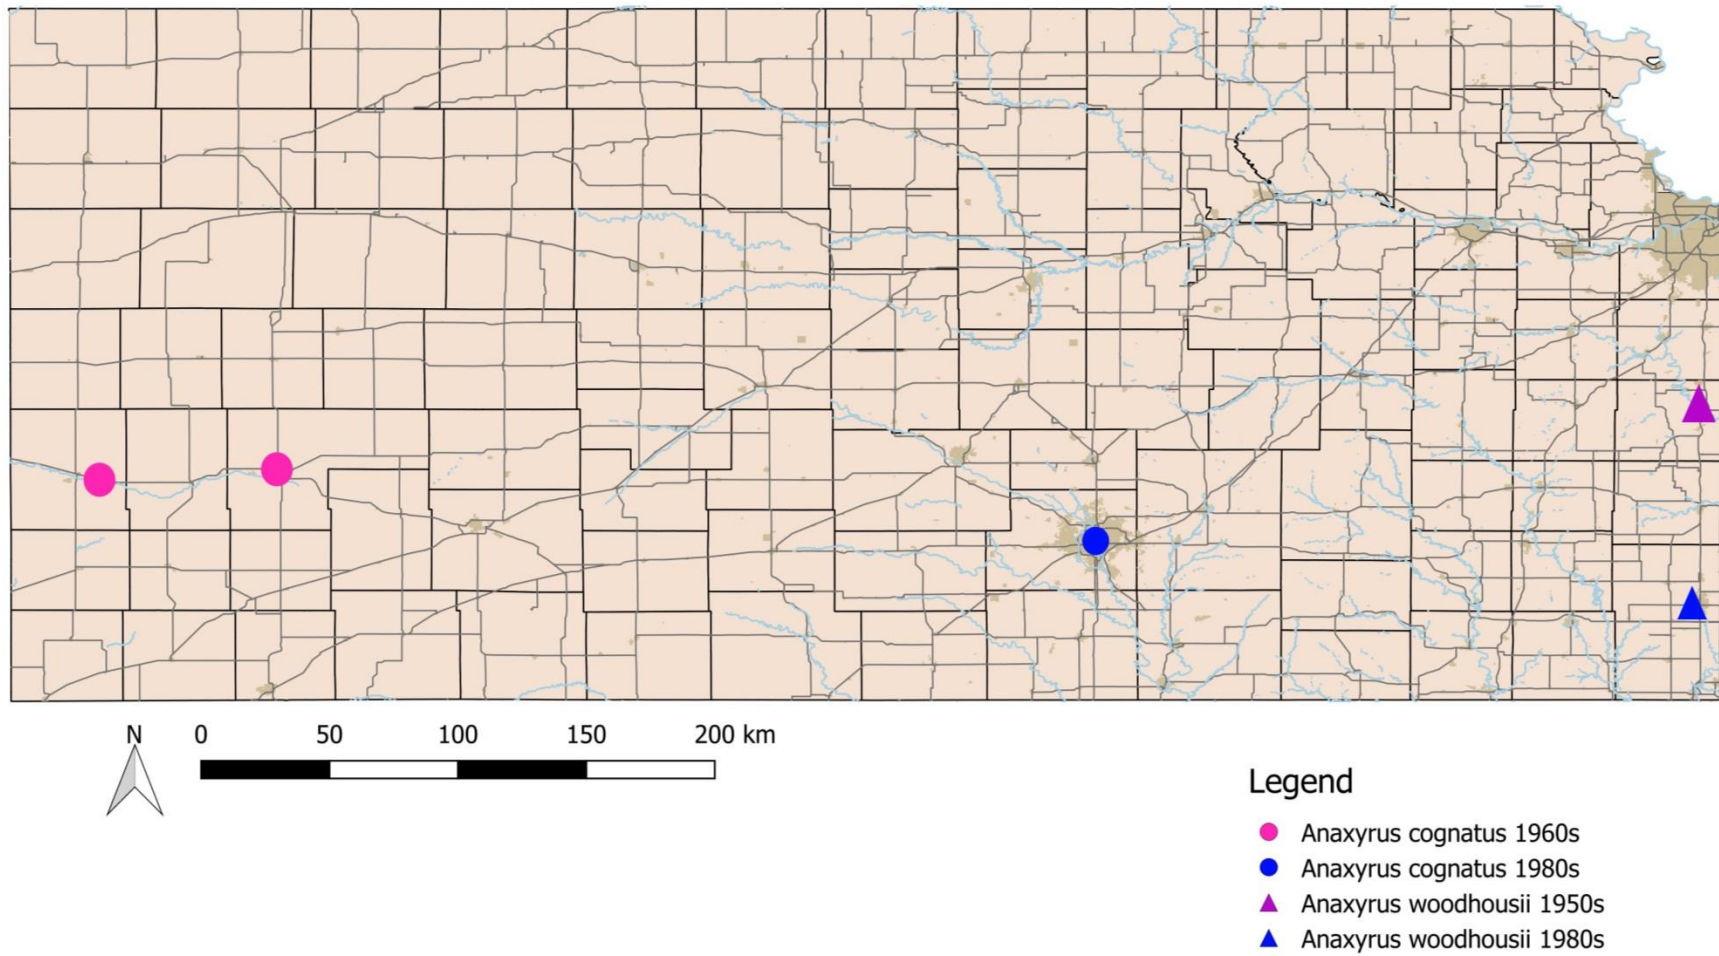 N
0 50 100 150 200 km
Legend
Anaxyrus cognatus 1960s
Anaxyrus cognatus 1980s
Anaxyrus woodhousii 1950s
Anaxyrus woodhousii 1980s